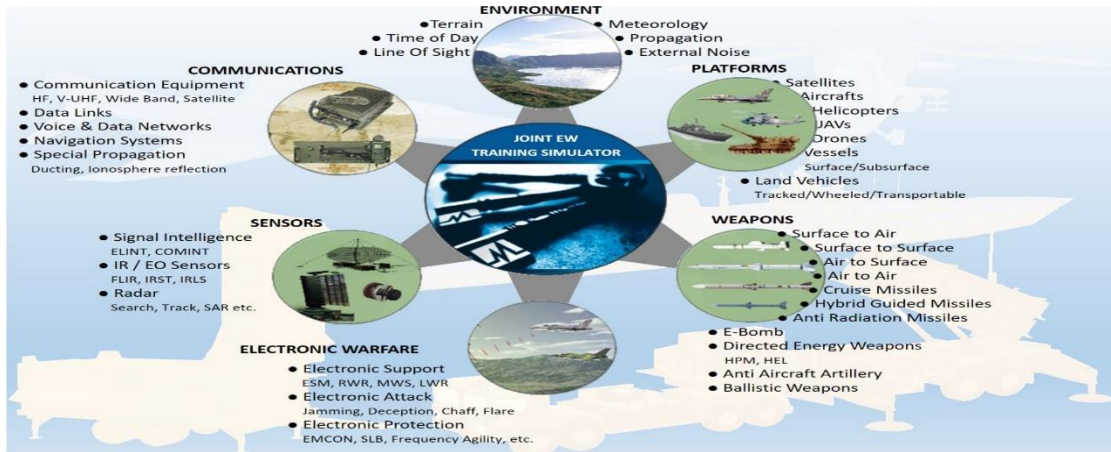 ENVIRONMENT
Terrain
Time of Day
Line Of Sight
Meteorology
Propagation
External Noise
COMMUNICATIONS
Communication Equipment
HF, V-UHF, Wide Band, Satellite
Data Links
Voice & Data Networks
Navigation Systems
Special Propagation
Ducting, Ionosphere reflection
PLATFORMS
Satellites
Aircrafts
Helicopters
UAVs
Drones
Vessels
Surface/Subsurface
Land Vehicles
Tracked/Wheeled/Transportable
JOINT EW
TRAINING SIMULATOR
SENSORS
Signal Intelligence
ELINT, COMINT
IR / EO Sensors
FLIR, IRST, IRLS
Radar
Search, Track, SAR etc.
WEAPONS
Surface to Air
Surface to Surface
Air to Surface
Air to Air
Cruise Missiles
Hybrid Guided Missiles
Anti Radiation Missiles
E-Bomb
Directed Energy Weapons
HPM, HEL
Anti Aircraft Artillery
Ballistic Weapons
ELECTRONIC WARFARE
Electronic Support
ESM, RWR, MWS, LWR
Electronic Attack
Jamming, Deception, Chaff, Flare
Electronic Protection
EMCON, SLB, Frequency Agility, etc.